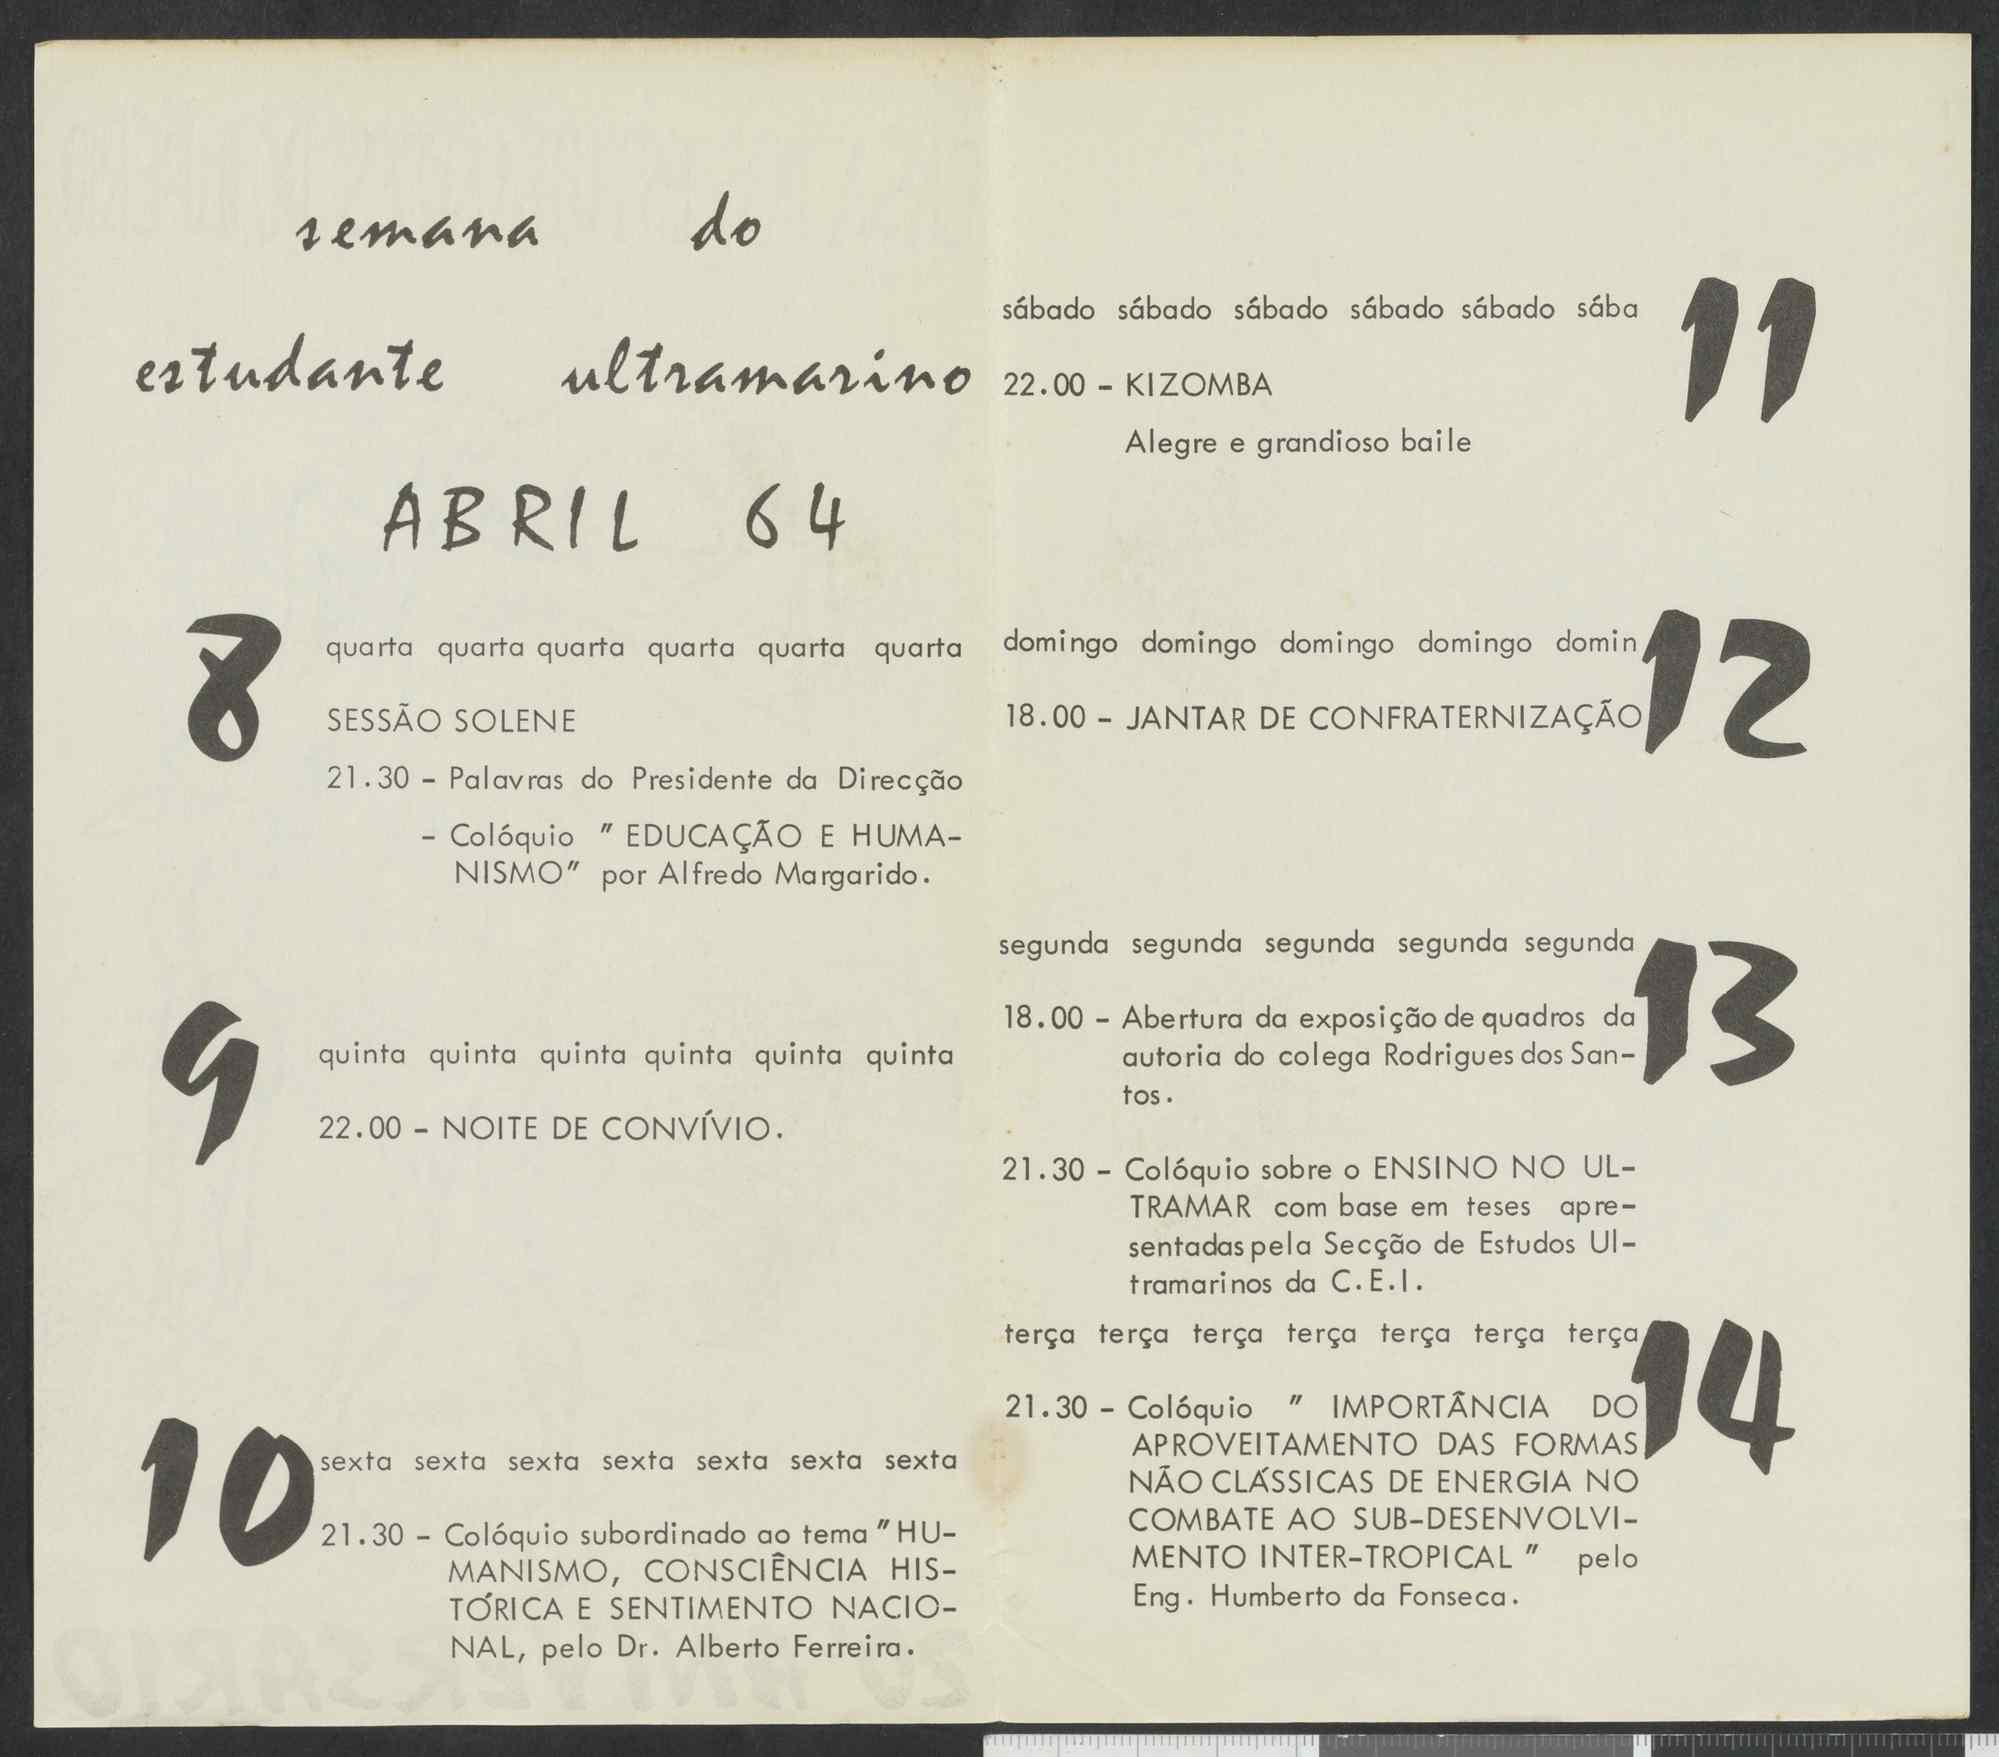 semana do
estudante ultramarino
ABRIL 64
8
quarta quarta quarta quarta quarta quarta
SESSÃO SOLENE
21.30 - Palavras do Presidente da Direcção
- Colóquio " EDUCAÇÃO E HUMA-
NISMO" por Alfredo Margarido.
9
quinta quinta quinta quinta quinta quinta
22.00 - NOITE DE CONVÍVIO.
10
sexta sexta sexta sexta sexta sexta sexta
21.30 - Colóquio subordinado ao tema "HU-
MANISMO, CONSCIÊNCIA HIS-
TÓRICA E SENTIMENTO NACIO-
NAL, pelo Dr. Alberto Ferreira.
sábado sábado sábado sábado sábado sába
11
22.00 - KIZOMBA
Alegre e grandioso baile
domingo domingo domingo domingo domin
12
18.00 - JANTAR DE CONFRATERNIZAÇÃO
segunda segunda segunda segunda segunda
13
18.00 - Abertura da exposição de quadros da
autoria do colega Rodrigues dos San-
tos.
21.30 - Colóquio sobre o ENSINO NO UL-
TRAMAR com base em teses apre-
sentadas pela Secção de Estudos Ul-
tramarinos da C.E.I.
terça terça terça terça terça terça terça
14
21.30 - Colóquio " IMPORTÂNCIA DO
APROVEITAMENTO DAS FORMAS
NÃO CLÁSSICAS DE ENERGIA NO
COMBATE AO SUB-DESENVOLVI-
MENTO INTER-TROPICAL " pelo
Eng. Humberto da Fonseca.